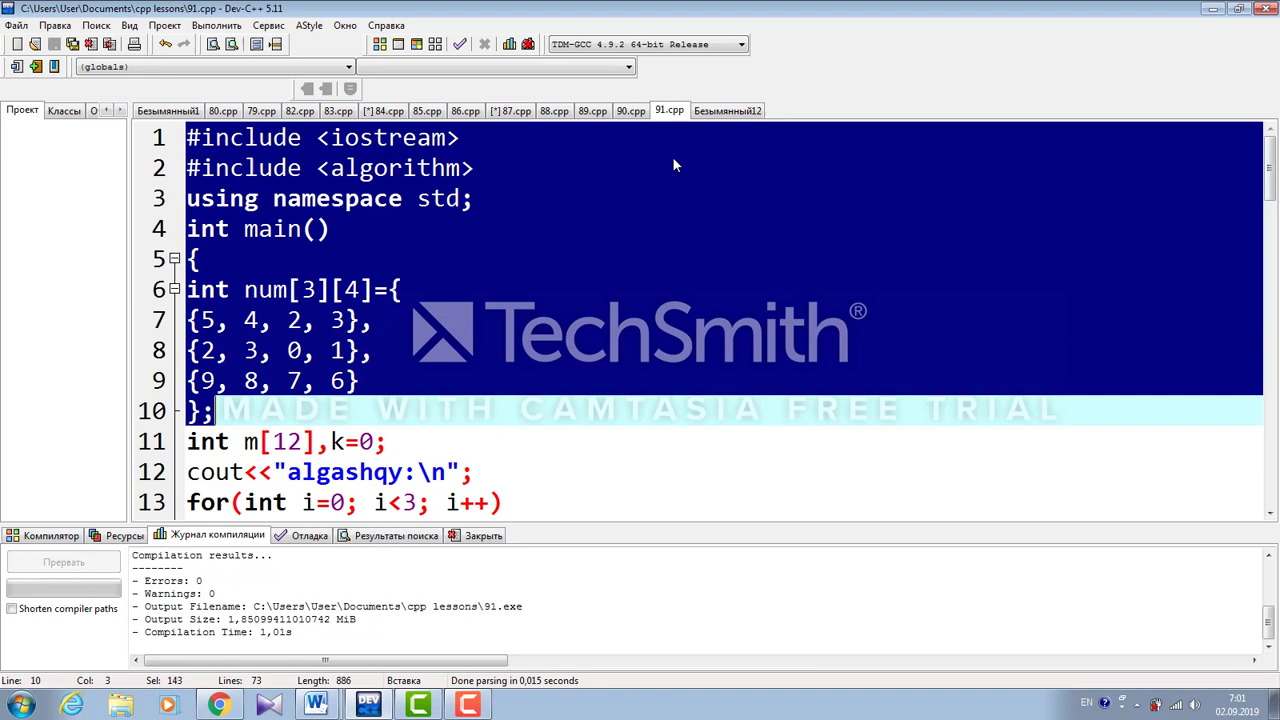 C:\Users\User\Documents\cpp lessons\91.cpp - Dev-C++ 5.11
Файл Правка Поиск Вид Проект Выполнить Сервис AStyle Окно Справка
TDM-GCC 4.9.2 64-bit Release
(globals)
Проект Классы О Безымянный1 80.cpp 79.cpp 82.cpp 83.cpp [*] 84.cpp 85.cpp 86.cpp [*] 87.cpp 88.cpp 89.cpp 90.cpp 91.cpp Безымянный12
1 #include <iostream>
2 #include <algorithm>
3 using namespace std;
4 int main()
5 {
6 int num[3][4]={
7 {5, 4, 2, 3},
8 {2, 3, 0, 1},
9 {9, 8, 7, 6}
10 };
11 int m[12],k=0;
12 cout<<"algashqy:\n";
13 for(int i=0; i<3; i++)
TechSmith®
MADE WITH CAMTASIA FREE TRIAL
Компилятор Ресурсы Журнал компиляции Отладка Результаты поиска Закрыть
Прервать
Shorten compiler paths
Compilation results...
--------
- Errors: 0
- Warnings: 0
- Output Filename: C:\Users\User\Documents\cpp lessons\91.exe
- Output Size: 1,85099411010742 MiB
- Compilation Time: 1,01s
Line: 10 Col: 3 Sel: 143 Lines: 73 Length: 886 Вставка Done parsing in 0,015 seconds
DEV
EN
7:01
02.09.2019